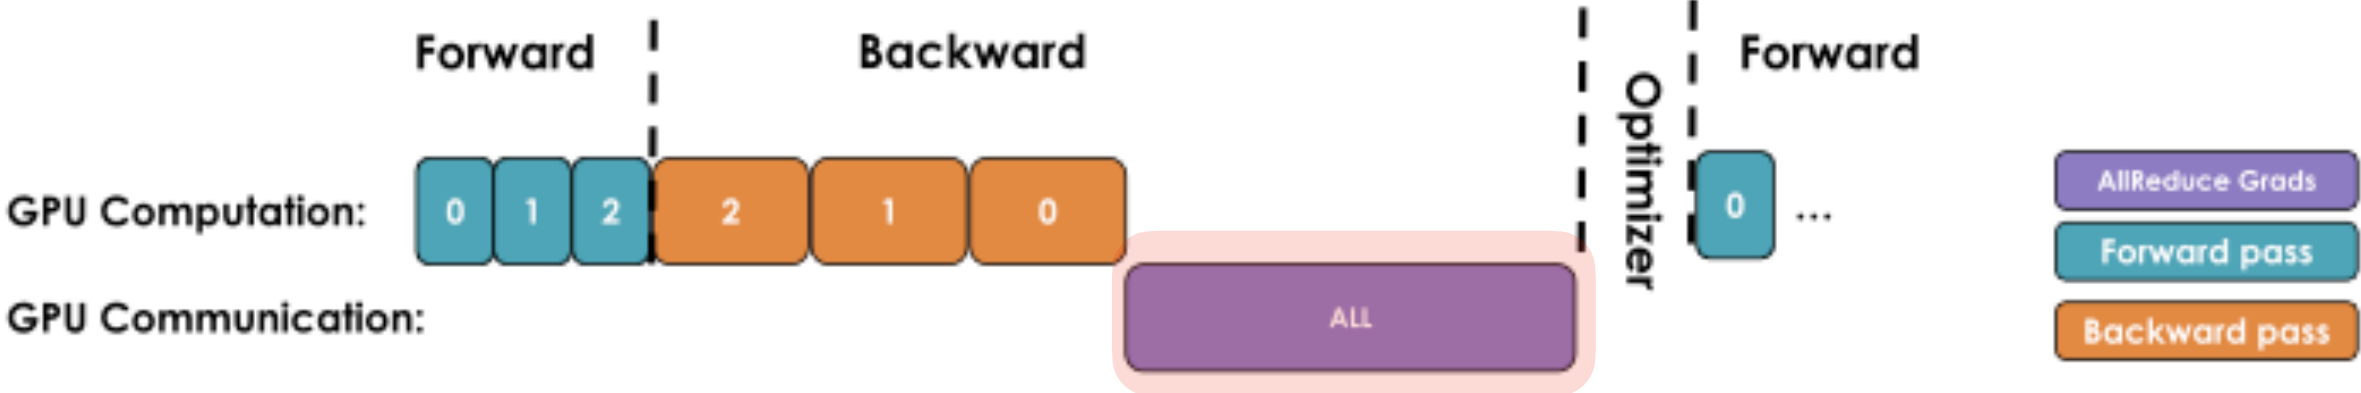 Forward
Backward
Optimizer
Forward
GPU Computation:
0
1
2
2
1
0
0
...
GPU Communication:
ALL
AllReduce Grads
Forward pass
Backward pass